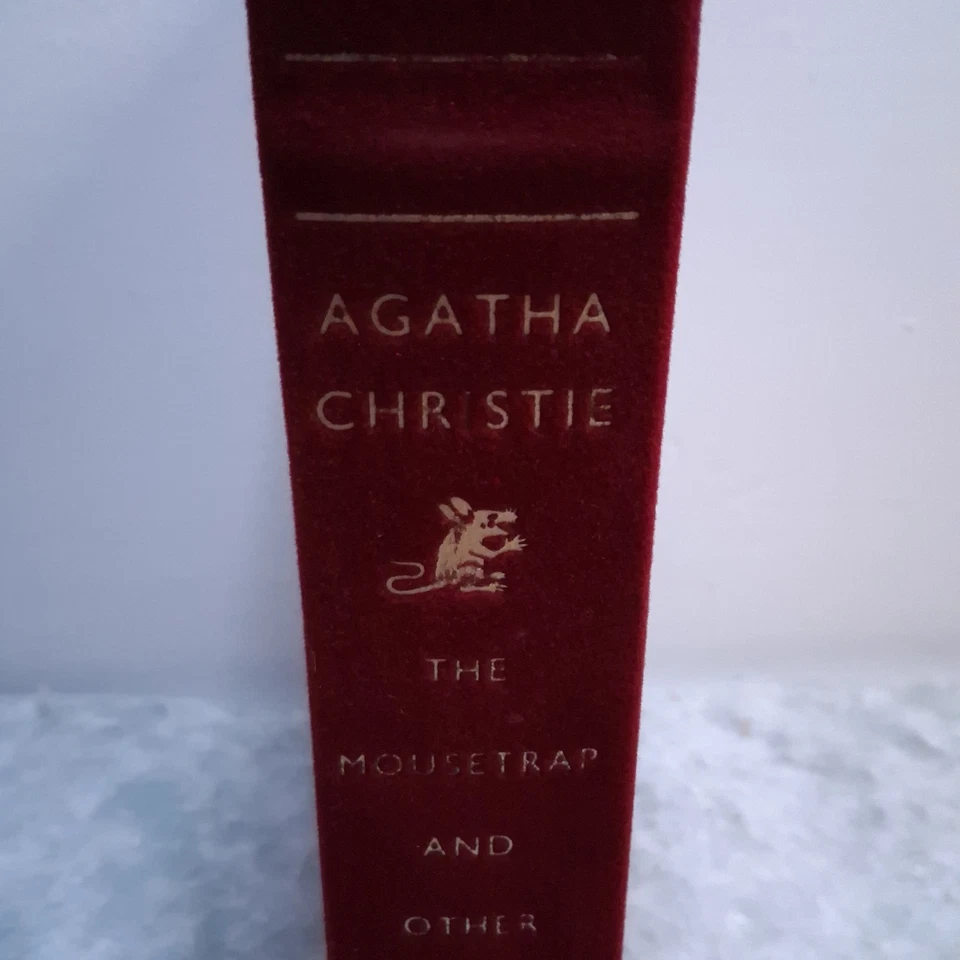 AGATHA
CHRISTIE
THE
MOUSETRAP
AND
OTHER